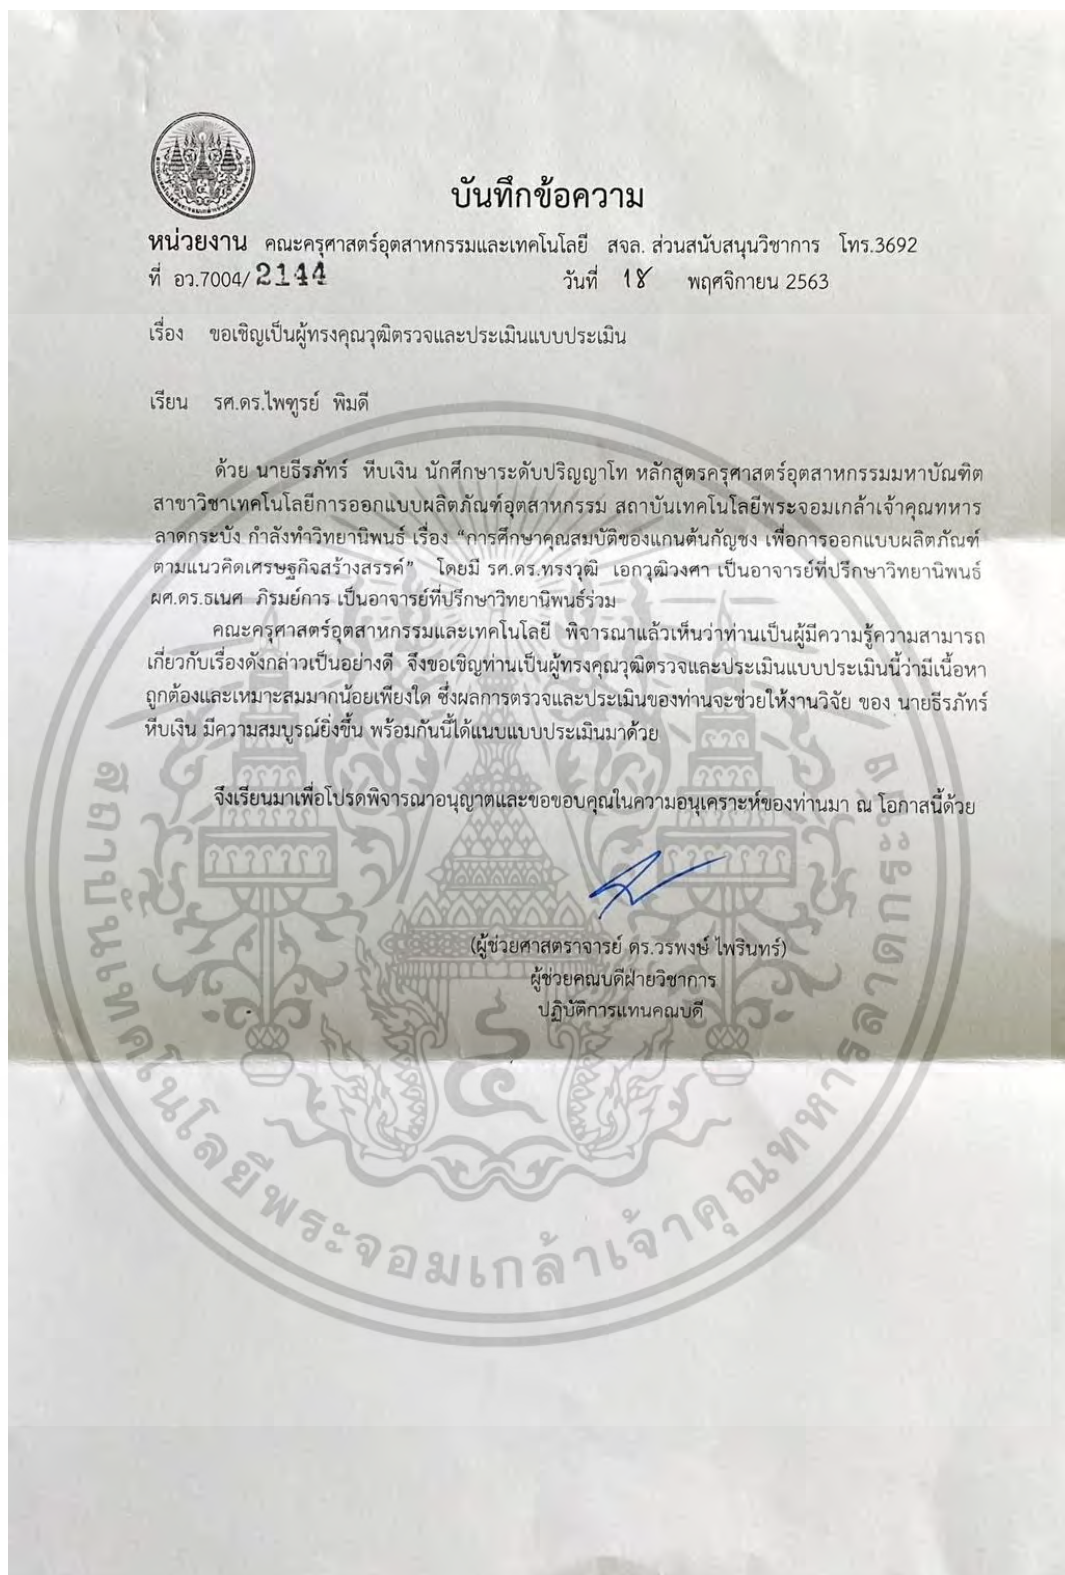 บันทึกข้อความ
หน่วยงาน คณะครุศาสตร์อุตสาหกรรมและเทคโนโลยี สจล. ส่วนสนับสนุนวิชาการ โทร.3692
ที่ อว.7004/ 2144 วันที่ 18 พฤศจิกายน 2563
เรื่อง ขอเชิญเป็นผู้ทรงคุณวุฒิตรวจและประเมินแบบประเมิน
เรียน รศ.ดร.ไพฑูรย์ พิมดี
ด้วย นายธีรภัทร์ หีบเงิน นักศึกษาระดับปริญญาโท หลักสูตรครุศาสตร์อุตสาหกรรมมหาบัณฑิต
สาขาวิชาเทคโนโลยีการออกแบบผลิตภัณฑ์อุตสาหกรรม สถาบันเทคโนโลยีพระจอมเกล้าเจ้าคุณทหาร
ลาดกระบัง กำลังทำวิทยานิพนธ์ เรื่อง “การศึกษาคุณสมบัติของแกนต้นกัญชง เพื่อการออกแบบผลิตภัณฑ์
ตามแนวคิดเศรษฐกิจสร้างสรรค์” โดยมี รศ.ดร.ทรงวุฒิ เอกวุฒิวงศา เป็นอาจารย์ที่ปรึกษาวิทยานิพนธ์
ผศ.ดร.ธเนศ ภิรมย์การ เป็นอาจารย์ที่ปรึกษาวิทยานิพนธ์ร่วม
คณะครุศาสตร์อุตสาหกรรมและเทคโนโลยี พิจารณาแล้วเห็นว่าท่านเป็นผู้มีความรู้ความสามารถ
เกี่ยวกับเรื่องดังกล่าวเป็นอย่างดี จึงขอเชิญท่านเป็นผู้ทรงคุณวุฒิตรวจและประเมินแบบประเมินนี้ว่ามีเนื้อหา
ถูกต้องและเหมาะสมมากน้อยเพียงใด ซึ่งผลการตรวจและประเมินของท่านจะช่วยให้งานวิจัย ของ นายธีรภัทร์
หีบเงิน มีความสมบูรณ์ยิ่งขึ้น พร้อมกันนี้ได้แนบแบบประเมินมาด้วย
จึงเรียนมาเพื่อโปรดพิจารณาอนุญาตและขอขอบคุณในความอนุเคราะห์ของท่านมา ณ โอกาสนี้ด้วย
(ผู้ช่วยศาสตราจารย์ ดร.วรพงษ์ ไพรินทร์)
ผู้ช่วยคณบดีฝ่ายวิชาการ
ปฏิบัติการแทนคณบดี
สถาบันเทคโนโลยีพระจอมเกล้าเจ้าคุณทหารลาดกระบัง